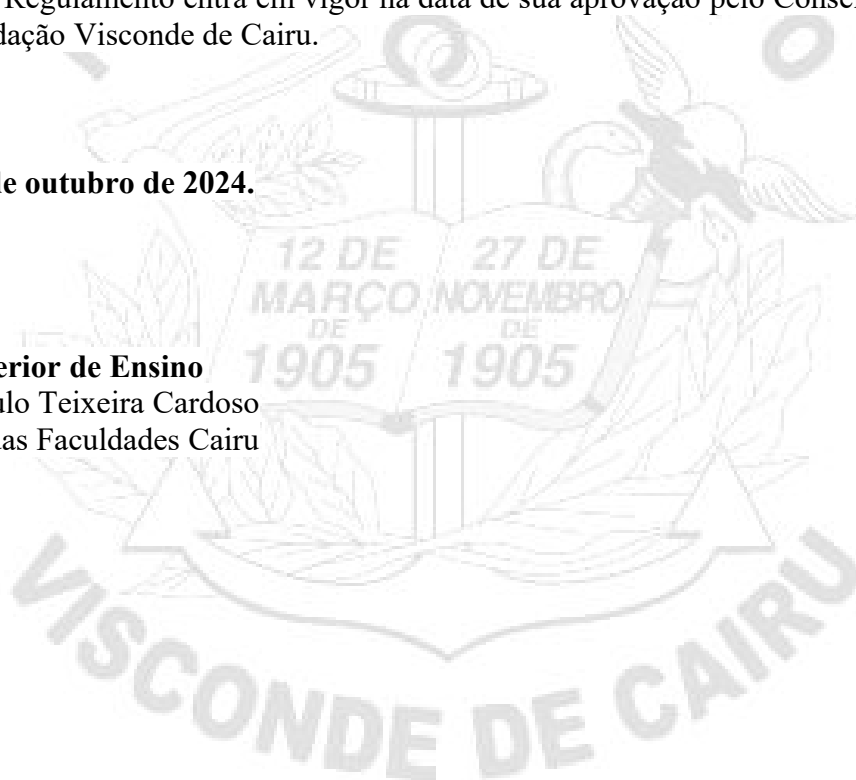 Regulamento entra em vigor na data de sua aprovação pelo Conse
dação Visconde de Cairu.
de outubro de 2024.
12 DE
MARÇO
DE
1905
27 DE
NOVEMBRO
DE
1905
erior de Ensino
ulo Teixeira Cardoso
das Faculdades Cairu
VISCONDE DE CAIRU